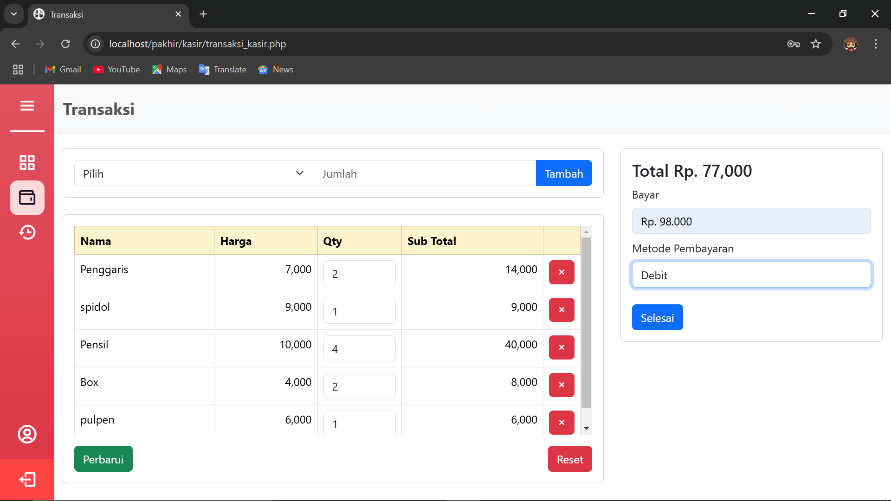 Transaksi
localhost/pakhir/kasir/transaksi_kasir.php
Gmail YouTube Maps Translate News
Transaksi
Pilih Jumlah Tambah
Nama Harga Qty Sub Total
Penggaris 7,000 2 14,000
spidol 9,000 1 9,000
Pensil 10,000 4 40,000
Box 4,000 2 8,000
pulpen 6,000 1 6,000
Perbarui Reset
Total Rp. 77,000
Bayar
Rp. 98.000
Metode Pembayaran
Debit
Selesai